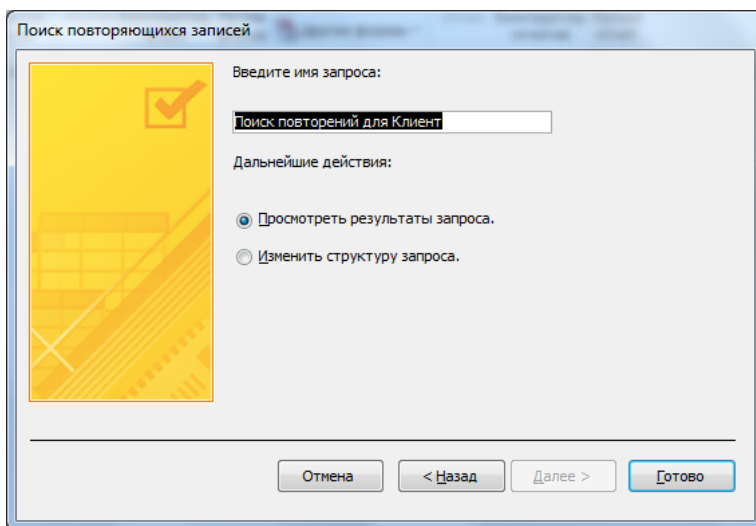 Поиск повторяющихся записей
Введите имя запроса:
Поиск повторений для Клиент
Дальнейшие действия:
Просмотреть результаты запроса.
Изменить структуру запроса.
Отмена
< Назад
Далее >
Готово